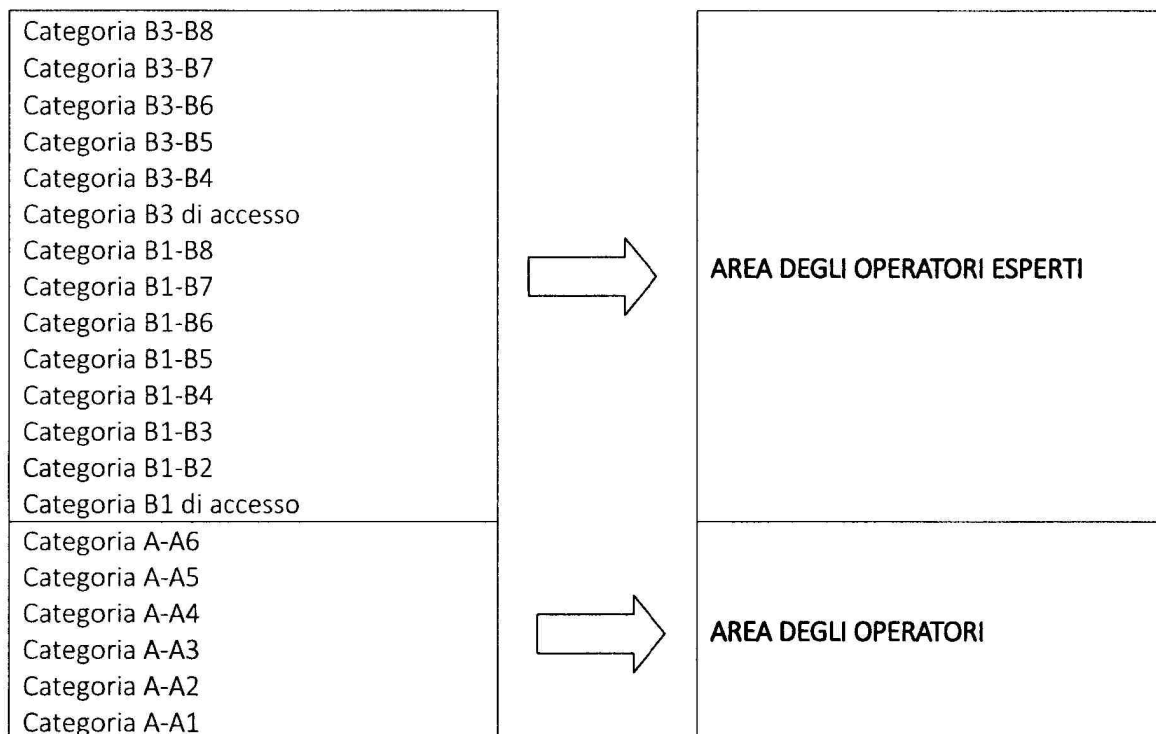 Categoria B3-B8
Categoria B3-B7
Categoria B3-B6
Categoria B3-B5
Categoria B3-B4
Categoria B3 di accesso
Categoria B1-B8
Categoria B1-B7
Categoria B1-B6
Categoria B1-B5
Categoria B1-B4
Categoria B1-B3
Categoria B1-B2
Categoria B1 di accesso
AREA DEGLI OPERATORI ESPERTI
Categoria A-A6
Categoria A-A5
Categoria A-A4
Categoria A-A3
Categoria A-A2
Categoria A-A1
AREA DEGLI OPERATORI